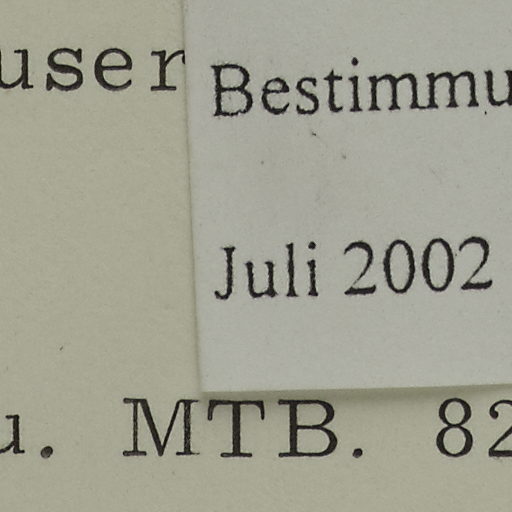 user
Bestimmu
Juli 2002
u. MTB. 82